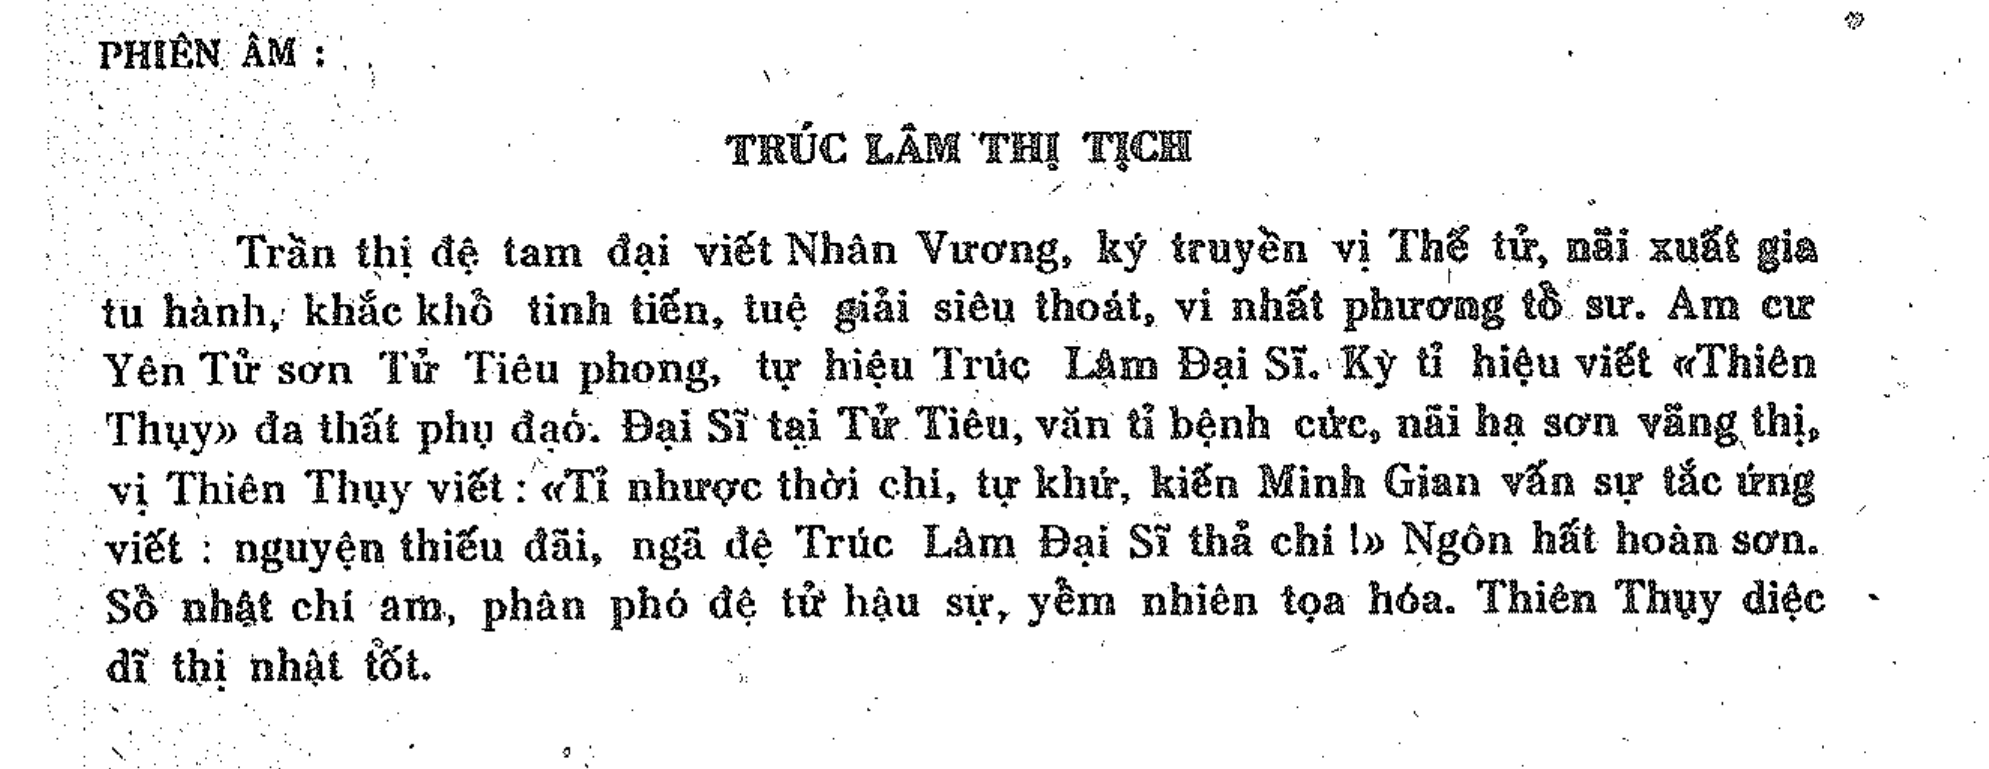 PHIÊN ÂM :
TRÚC LÂM THỊ TỊCH
Trần thị đệ tam đại viết Nhân Vương, ký truyền vị Thế tử, nãi xuất gia
tu hành, khắc khổ tinh tiến, tuệ giải siêu thoát, vi nhất phương tổ sư. Am cư
Yên Tử sơn Tử Tiêu phong, tự hiệu Trúc Lâm Đại Sĩ. Kỳ tỉ hiệu viết «Thiên
Thụy» đa thất phụ đạo. Đại Sĩ tại Tử Tiêu, văn tỉ bệnh cức, nãi hạ sơn vãng thị,
vị Thiên Thụy viết : «Tỉ nhược thời chí, tự khứ, kiến Minh Gian vấn sự tắc ứng
viết : nguyện thiếu đãi, ngã đệ Trúc Lâm Đại Sĩ thả chí !» Ngôn hất hoàn sơn.
Sồ nhật chí am, phân phó đệ tử hậu sự, yểm nhiên tọa hóa. Thiên Thụy diệc
dĩ thị nhật tốt.